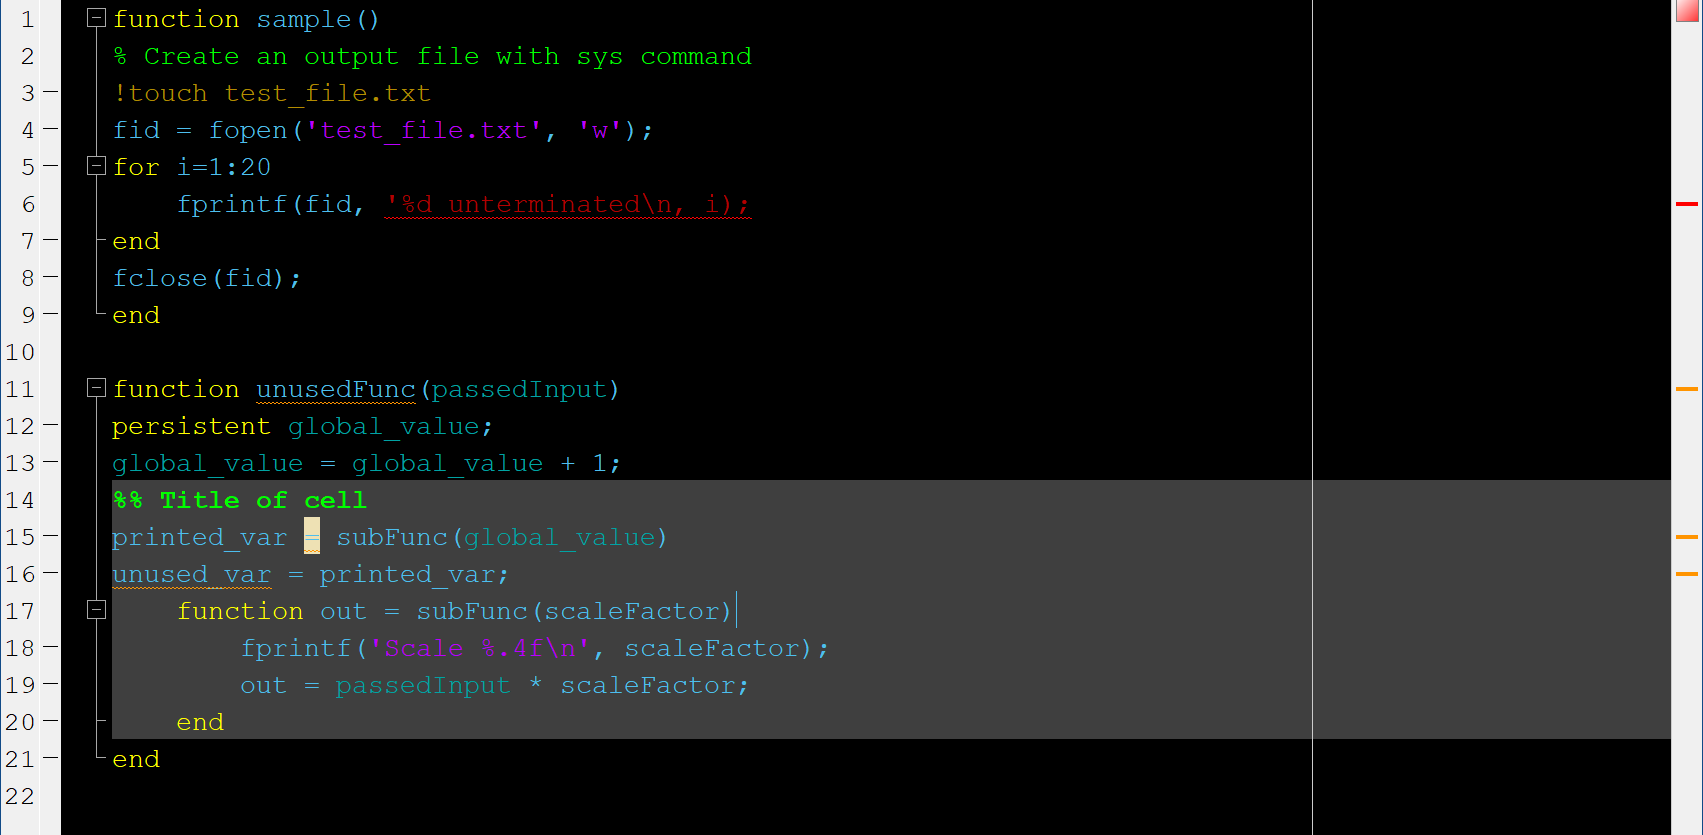 1 function sample()
2 % Create an output file with sys command
3 !touch test_file.txt
4 fid = fopen('test_file.txt', 'w');
5 for i=1:20
6     fprintf(fid, '%d unterminated\n, i);
7 end
8 fclose(fid);
9 end
10
11 function unusedFunc(passedInput)
12 persistent global_value;
13 global_value = global_value + 1;
14 %% Title of cell
15 printed_var = subFunc(global_value)
16 unused_var = printed_var;
17     function out = subFunc(scaleFactor)
18         fprintf('Scale %.4f\n', scaleFactor);
19         out = passedInput * scaleFactor;
20     end
21 end
22